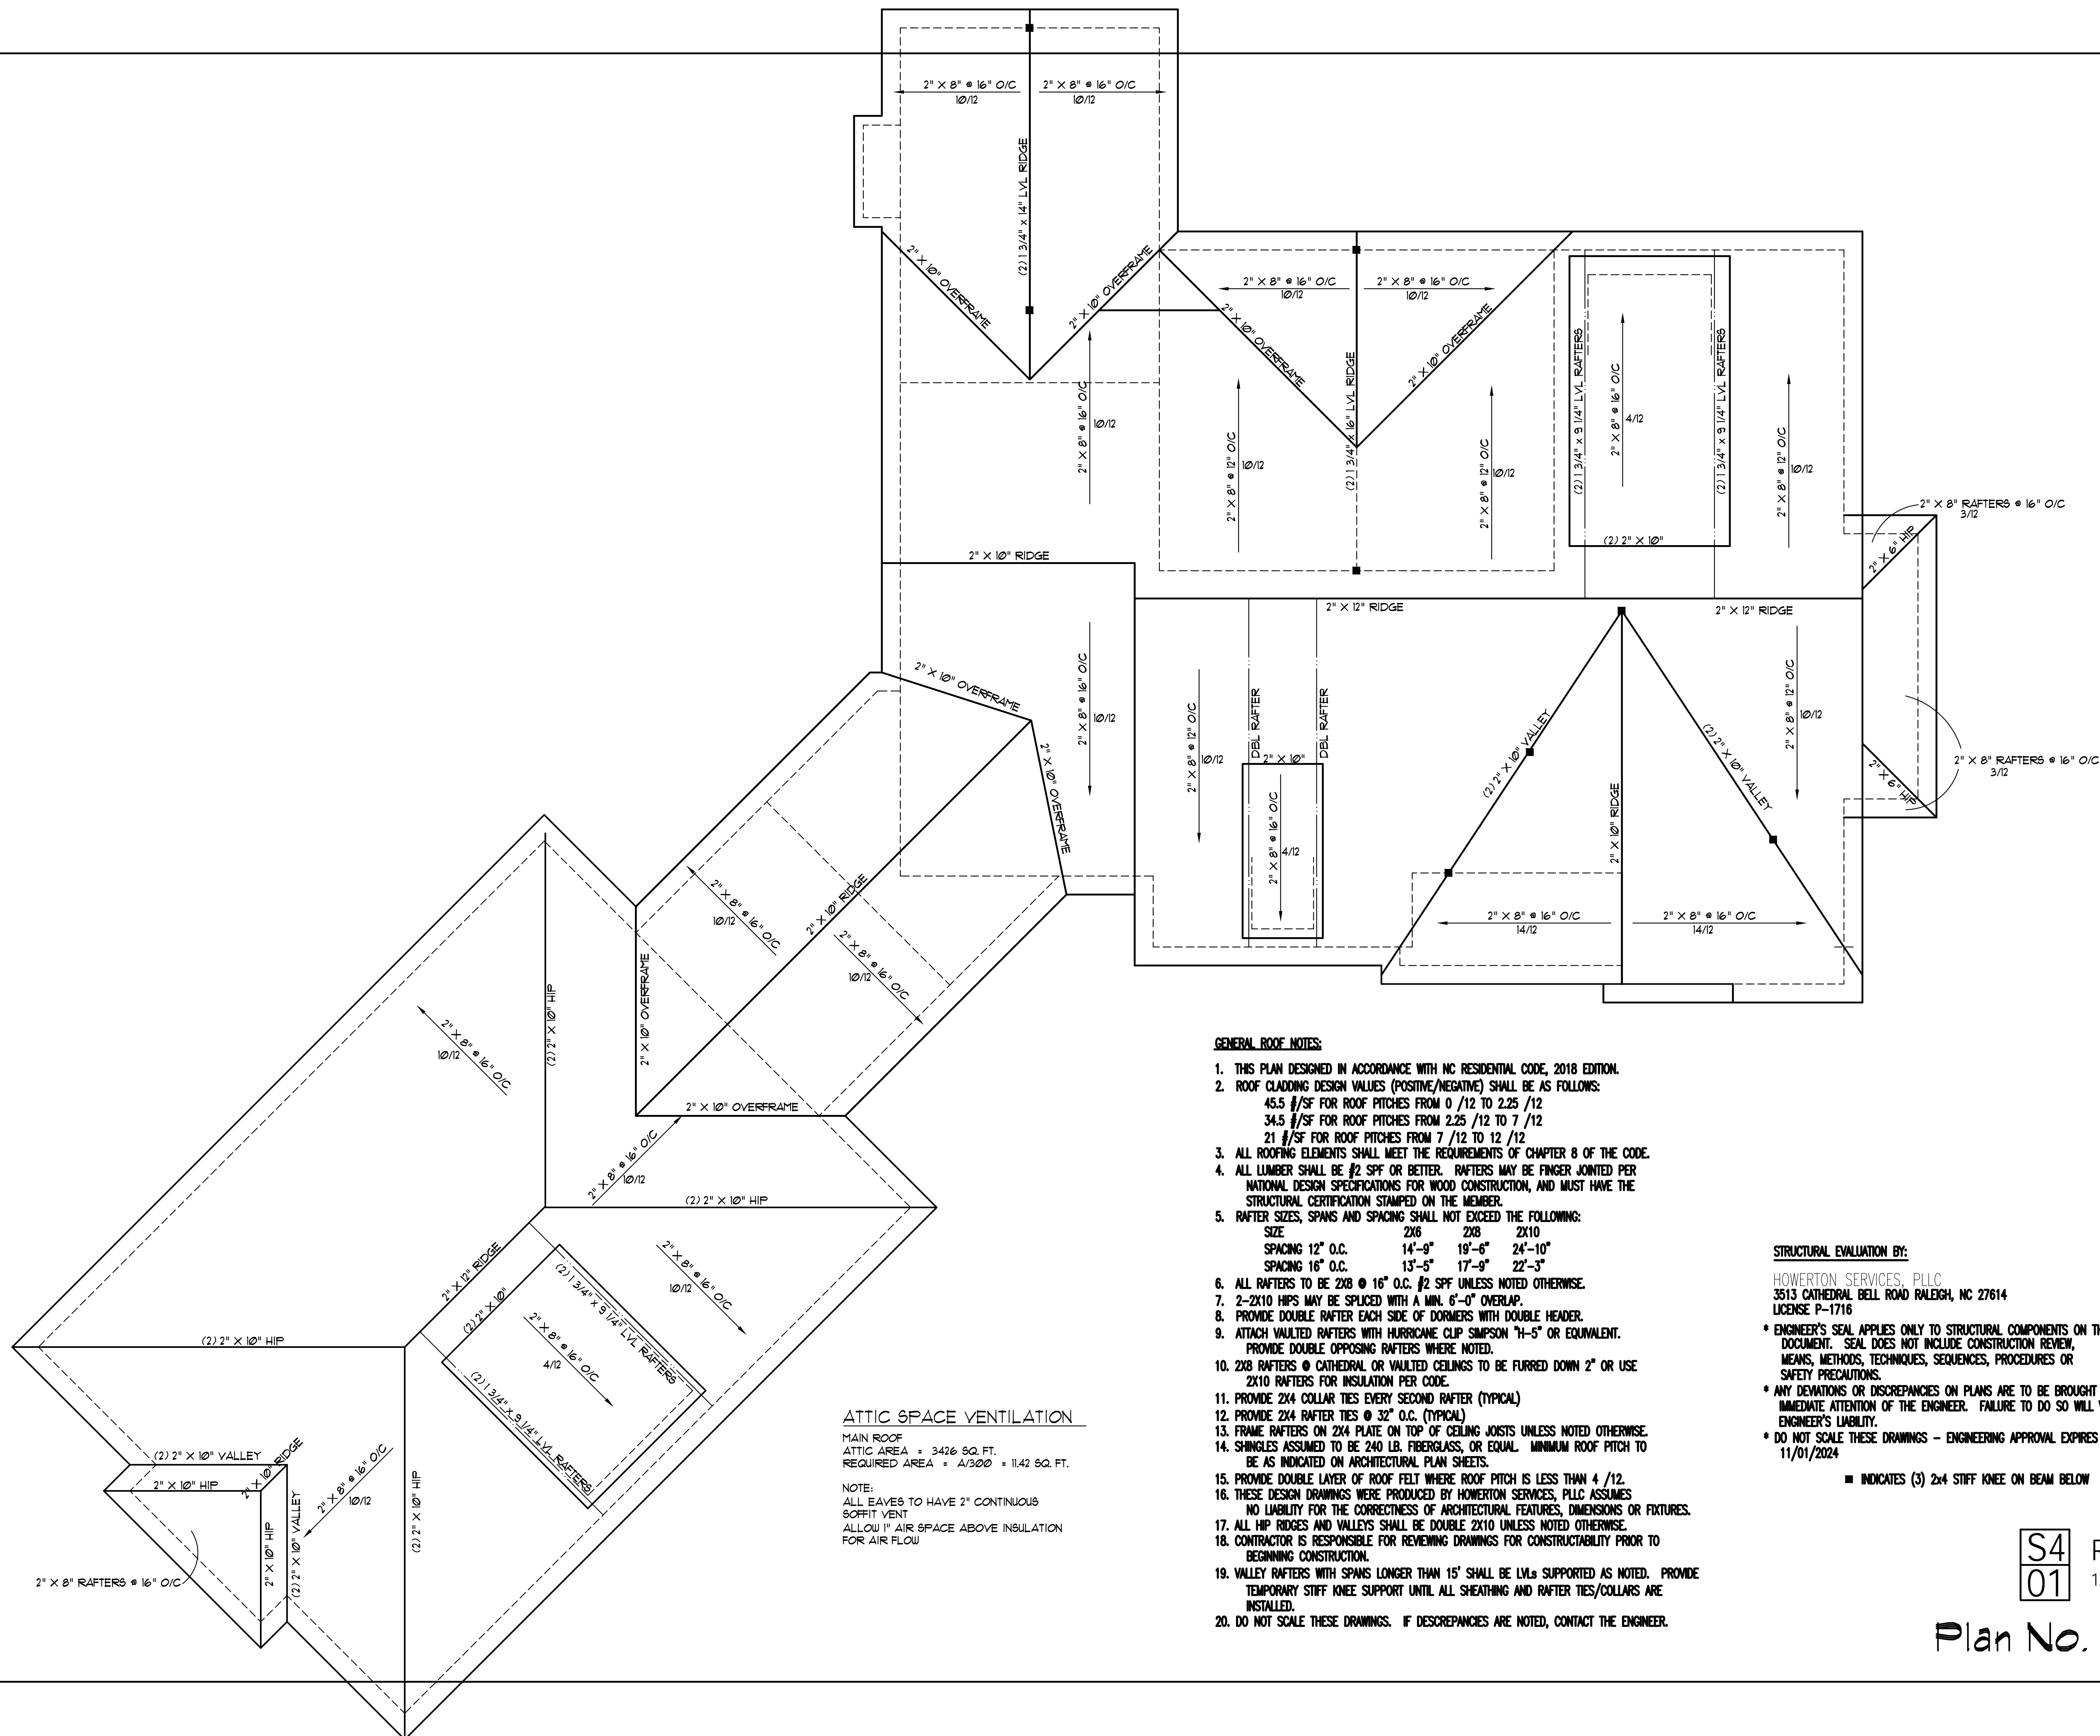 2" X 8" @ 16" O/C
10/12
2" X 8" @ 16" O/C
10/12
(2) 1 3/4" x 14" LVL RIDGE
2" X 10" OVERFRAME
2" X 10" OVERFRAME
2" X 8" @ 16" O/C
10/12
2" X 8" @ 16" O/C
10/12
2" X 10" OVERFRAME
2" X 10" OVERFRAME
(2) 1 3/4" x 16" LVL RIDGE
2" X 8" @ 16" O/C
10/12
2" X 8" @ 12" O/C
10/12
2" X 8" @ 12" O/C
10/12
(2) 1 3/4" x 9 1/4" LVL RAFTERS
2" X 8" @ 16" O/C
4/12
(2) 1 3/4" x 9 1/4" LVL RAFTERS
(2) 2" X 10"
2" X 8" @ 12" O/C
10/12
2" X 8" RAFTERS @ 16" O/C
3/12
2" X 6" HIP
2" X 10" RIDGE
2" X 12" RIDGE
2" X 12" RIDGE
2" X 10" OVERFRAME
2" X 10" OVERFRAME
2" X 8" @ 16" O/C
10/12
2" X 8" @ 12" O/C
10/12
DBL RAFTER
DBL RAFTER
2" X 10"
2" X 8" @ 16" O/C
4/12
(2) 2" X 10" VALLEY
2" X 10" RIDGE
(2) 2" X 10" VALLEY
2" X 8" @ 12" O/C
10/12
2" X 8" RAFTERS @ 16" O/C
3/12
2" X 6" HIP
2" X 8" @ 16" O/C
14/12
2" X 8" @ 16" O/C
14/12
2" X 8" @ 16" O/C
10/12
2" X 10" RIDGE
2" X 8" @ 16" O/C
10/12
2" X 10" OVERFRAME
(2) 2" X 10" HIP
2" X 8" @ 16" O/C
10/12
2" X 10" OVERFRAME
2" X 8" @ 16" O/C
10/12
(2) 2" X 10" HIP
2" X 12" RIDGE
2" X 8" @ 16" O/C
10/12
(2) 2" X 10"
(2) 1 3/4" x 9 1/4" LVL RAFTERS
2" X 8" @ 16" O/C
4/12
(2) 1 3/4" x 9 1/4" LVL RAFTERS
(2) 2" X 10" HIP
(2) 2" X 10" VALLEY
2" X 10" RIDGE
2" X 10" HIP
2" X 8" @ 16" O/C
10/12
2" X 10" HIP
(2) 2" X 10" VALLEY
(2) 2" X 10" HIP
2" X 8" RAFTERS @ 16" O/C
ATTIC SPACE VENTILATION
MAIN ROOF
ATTIC AREA = 3426 SQ. FT.
REQUIRED AREA = A/300 = 11.42 SQ. FT.
NOTE:
ALL EAVES TO HAVE 2" CONTINUOUS
SOFFIT VENT
ALLOW 1" AIR SPACE ABOVE INSULATION
FOR AIR FLOW
GENERAL ROOF NOTES:
1. THIS PLAN DESIGNED IN ACCORDANCE WITH NC RESIDENTIAL CODE, 2018 EDITION.
2. ROOF CLADDING DESIGN VALUES (POSITIVE/NEGATIVE) SHALL BE AS FOLLOWS:
45.5 #/SF FOR ROOF PITCHES FROM 0 /12 TO 2.25 /12
34.5 #/SF FOR ROOF PITCHES FROM 2.25 /12 TO 7 /12
21 #/SF FOR ROOF PITCHES FROM 7 /12 TO 12 /12
3. ALL ROOFING ELEMENTS SHALL MEET THE REQUIREMENTS OF CHAPTER 8 OF THE CODE.
4. ALL LUMBER SHALL BE #2 SPF OR BETTER. RAFTERS MAY BE FINGER JOINTED PER
NATIONAL DESIGN SPECIFICATIONS FOR WOOD CONSTRUCTION, AND MUST HAVE THE
STRUCTURAL CERTIFICATION STAMPED ON THE MEMBER.
5. RAFTER SIZES, SPANS AND SPACING SHALL NOT EXCEED THE FOLLOWING:
SIZE 2X6 2X8 2X10
SPACING 12" O.C. 14'-9" 19'-6" 24'-10"
SPACING 16" O.C. 13'-5" 17'-9" 22'-3"
6. ALL RAFTERS TO BE 2X8 @ 16" O.C. #2 SPF UNLESS NOTED OTHERWISE.
7. 2-2X10 HIPS MAY BE SPLICED WITH A MIN. 6'-0" OVERLAP.
8. PROVIDE DOUBLE RAFTER EACH SIDE OF DORMERS WITH DOUBLE HEADER.
9. ATTACH VAULTED RAFTERS WITH HURRICANE CLIP SIMPSON "H-5" OR EQUIVALENT.
PROVIDE DOUBLE OPPOSING RAFTERS WHERE NOTED.
10. 2X8 RAFTERS @ CATHEDRAL OR VAULTED CEILINGS TO BE FURRED DOWN 2" OR USE
2X10 RAFTERS FOR INSULATION PER CODE.
11. PROVIDE 2X4 COLLAR TIES EVERY SECOND RAFTER (TYPICAL)
12. PROVIDE 2X4 RAFTER TIES @ 32" O.C. (TYPICAL)
13. FRAME RAFTERS ON 2X4 PLATE ON TOP OF CEILING JOISTS UNLESS NOTED OTHERWISE.
14. SHINGLES ASSUMED TO BE 240 LB. FIBERGLASS, OR EQUAL. MINIMUM ROOF PITCH TO
BE AS INDICATED ON ARCHITECTURAL PLAN SHEETS.
15. PROVIDE DOUBLE LAYER OF ROOF FELT WHERE ROOF PITCH IS LESS THAN 4 /12.
16. THESE DESIGN DRAWINGS WERE PRODUCED BY HOWERTON SERVICES, PLLC ASSUMES
NO LIABILITY FOR THE CORRECTNESS OF ARCHITECTURAL FEATURES, DIMENSIONS OR FIXTURES.
17. ALL HIP RIDGES AND VALLEYS SHALL BE DOUBLE 2X10 UNLESS NOTED OTHERWISE.
18. CONTRACTOR IS RESPONSIBLE FOR REVIEWING DRAWINGS FOR CONSTRUCTABILITY PRIOR TO
BEGINNING CONSTRUCTION.
19. VALLEY RAFTERS WITH SPANS LONGER THAN 15' SHALL BE LVLs SUPPORTED AS NOTED. PROVIDE
TEMPORARY STIFF KNEE SUPPORT UNTIL ALL SHEATHING AND RAFTER TIES/COLLARS ARE
INSTALLED.
20. DO NOT SCALE THESE DRAWINGS. IF DESCREPANCIES ARE NOTED, CONTACT THE ENGINEER.
STRUCTURAL EVALUATION BY:
HOWERTON SERVICES, PLLC
3513 CATHEDRAL BELL ROAD RALEIGH, NC 27614
LICENSE P-1716
* ENGINEER'S SEAL APPLIES ONLY TO STRUCTURAL COMPONENTS ON
DOCUMENT. SEAL DOES NOT INCLUDE CONSTRUCTION REVIEW,
MEANS, METHODS, TECHNIQUES, SEQUENCES, PROCEDURES OR
SAFETY PRECAUTIONS.
* ANY DEVIATIONS OR DISCREPANCIES ON PLANS ARE TO BE BROUGHT
IMMEDIATE ATTENTION OF THE ENGINEER. FAILURE TO DO SO WILL
ENGINEER'S LIABILITY.
* DO NOT SCALE THESE DRAWINGS - ENGINEERING APPROVAL EXPIRES
11/01/2024
■ INDICATES (3) 2x4 STIFF KNEE ON BEAM BELOW
S4
01
Plan No.